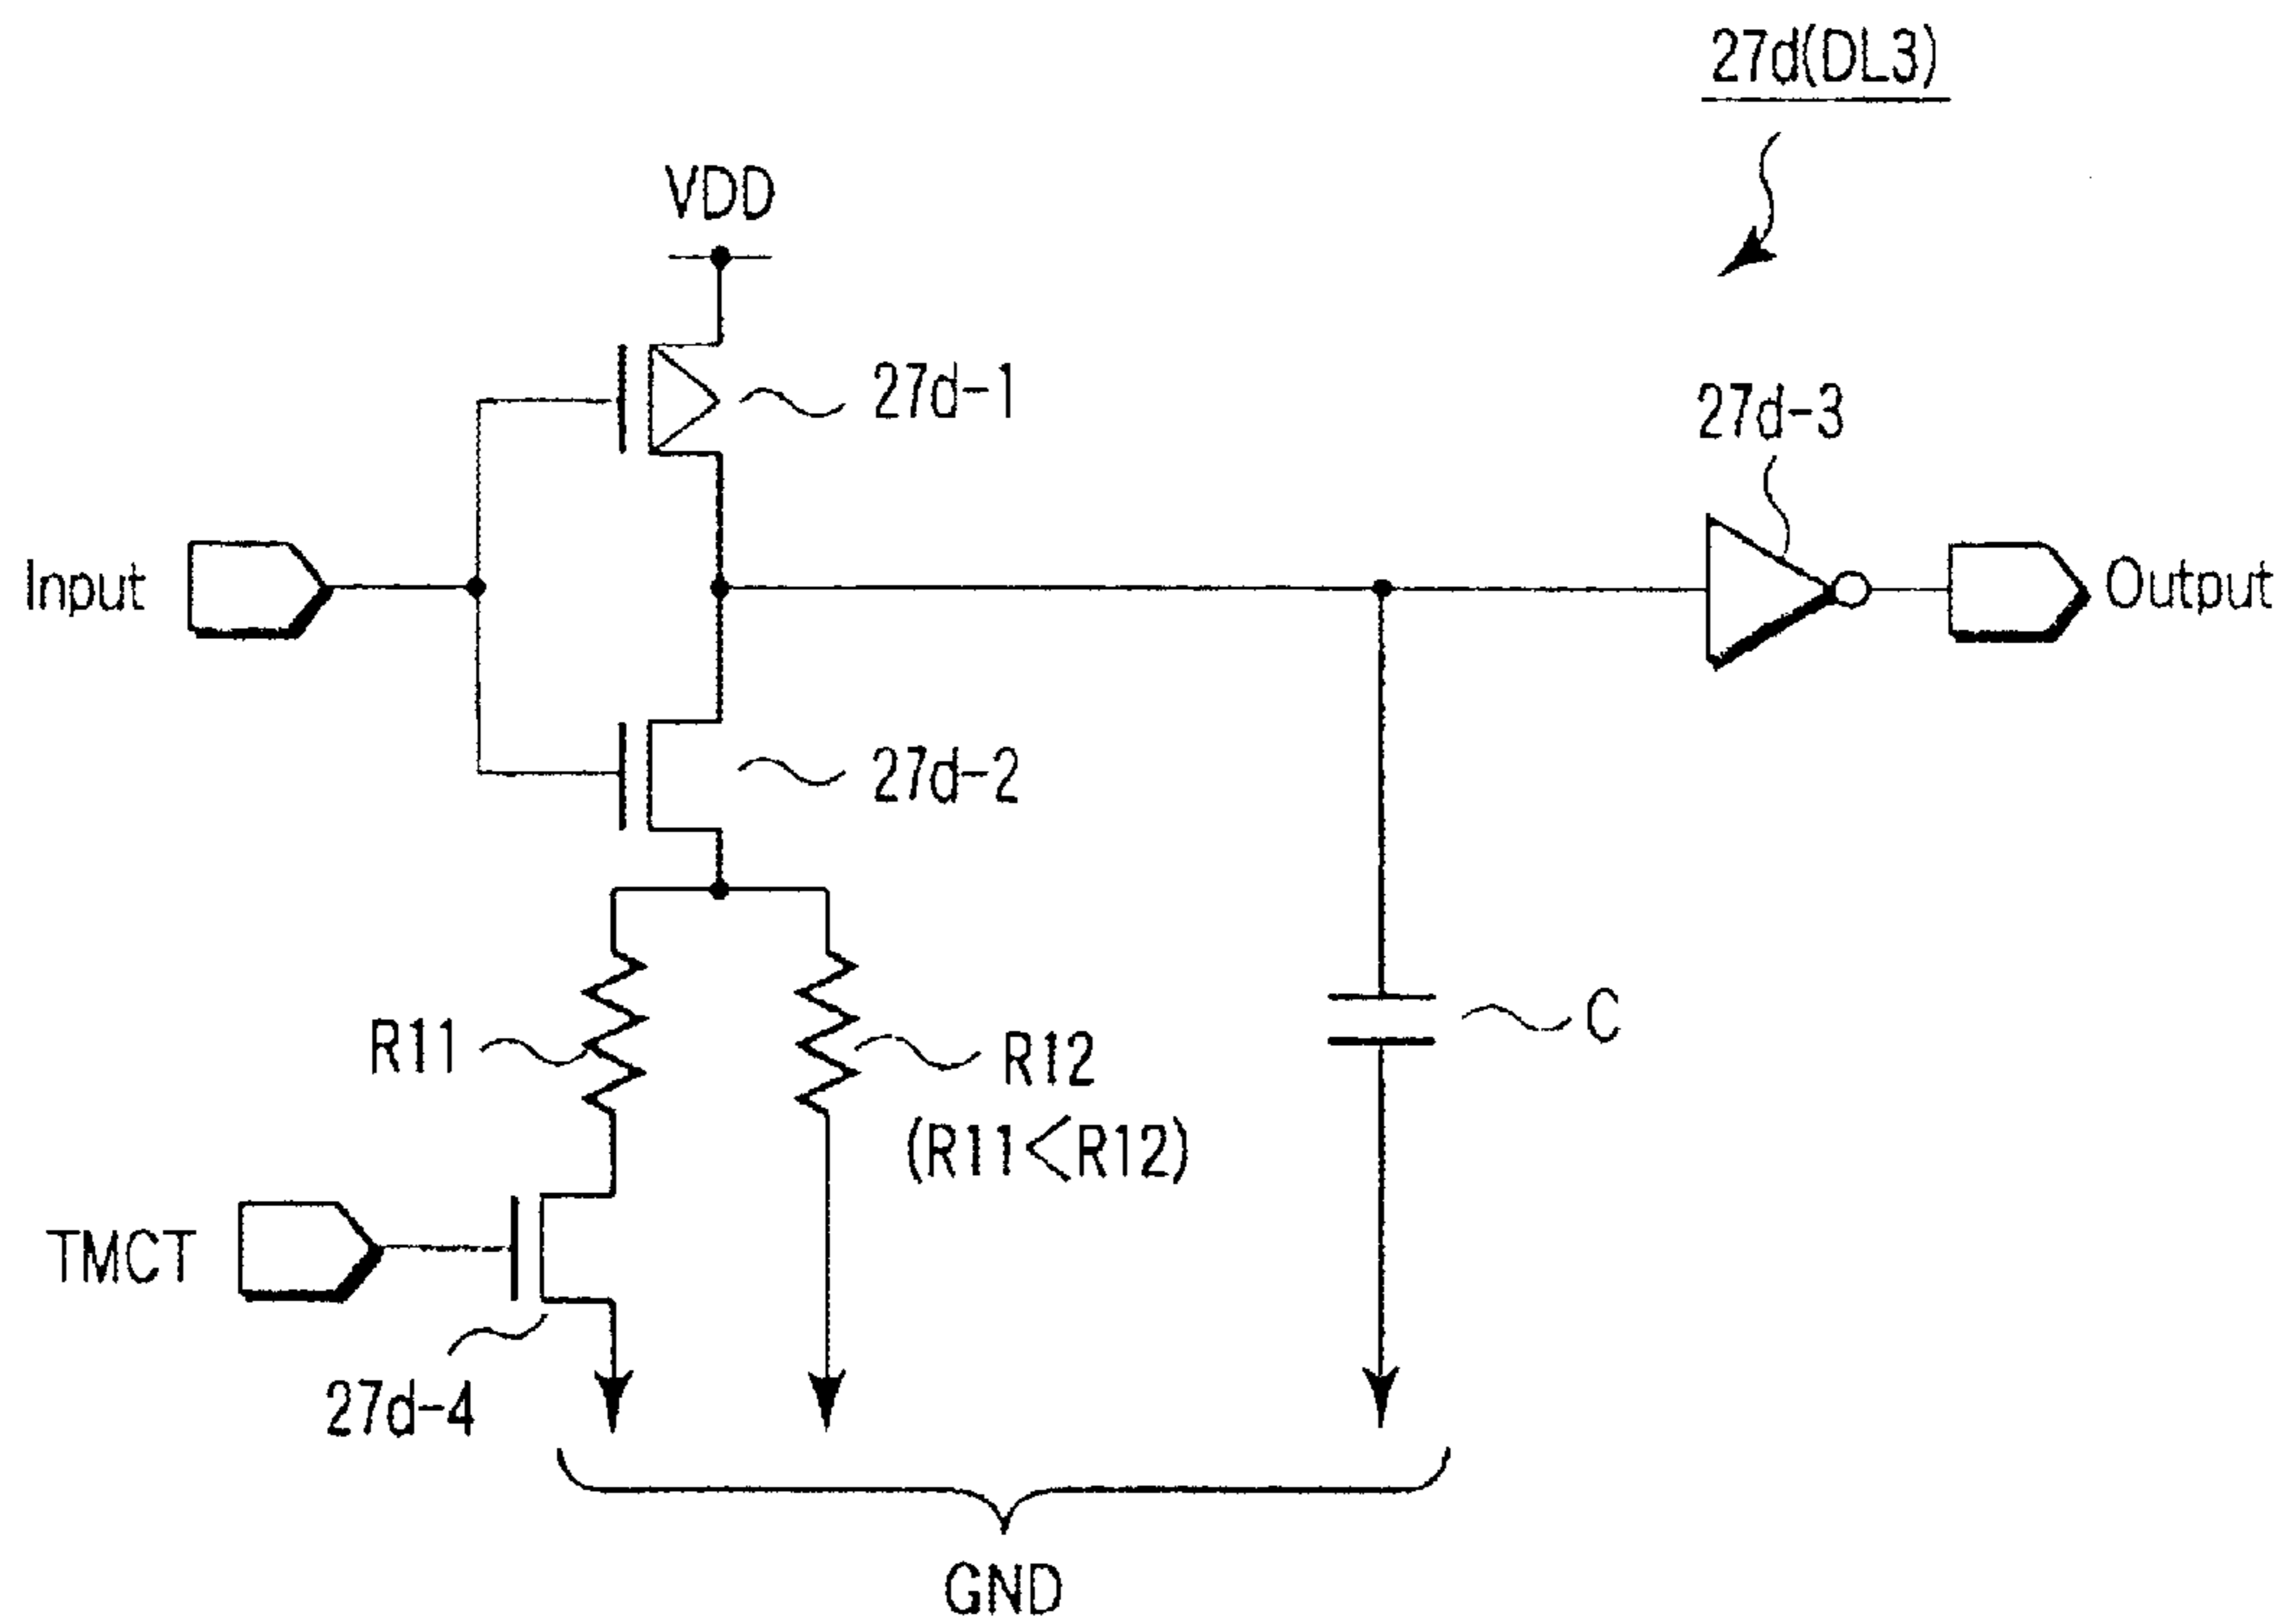 27d(DL3)
VDD
27d-1
27d-3
Input
Output
27d-2
R11
R12
(R11<R12)
C
TMCT
27d-4
GND